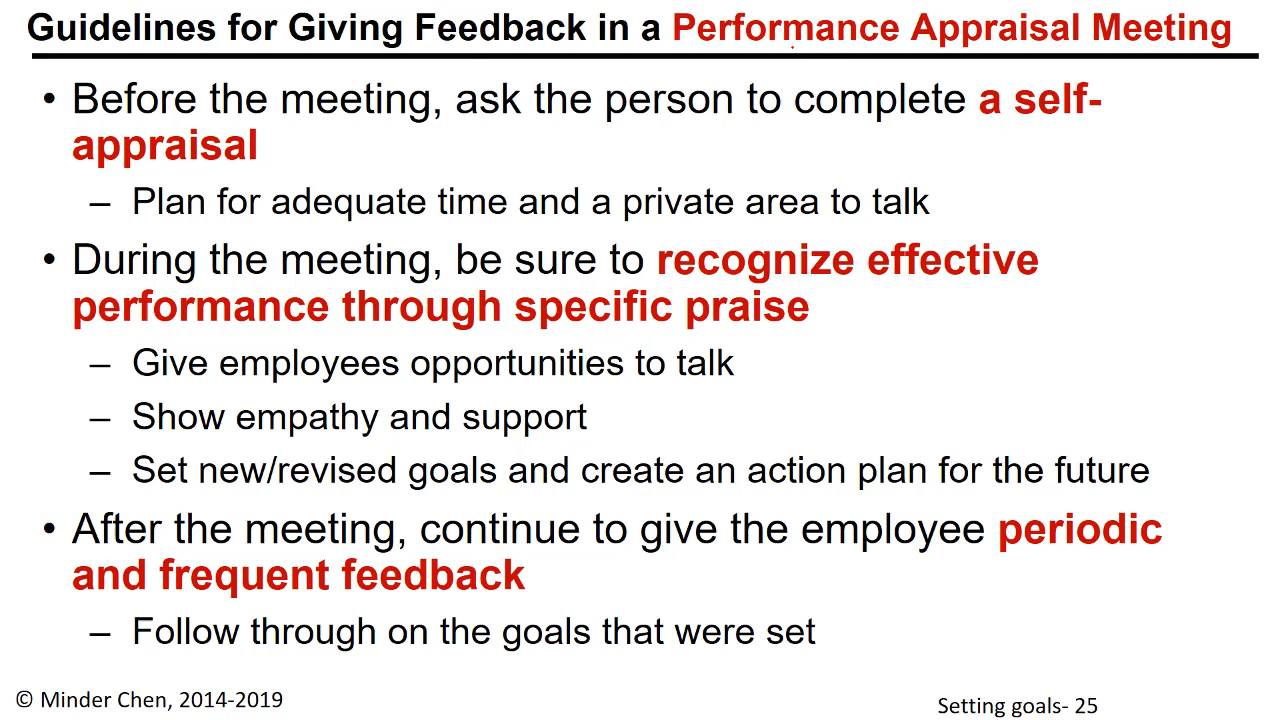 Guidelines for Giving Feedback in a Performance Appraisal Meeting
• Before the meeting, ask the person to complete a self-
appraisal
– Plan for adequate time and a private area to talk
• During the meeting, be sure to recognize effective
performance through specific praise
– Give employees opportunities to talk
– Show empathy and support
– Set new/revised goals and create an action plan for the future
• After the meeting, continue to give the employee periodic
and frequent feedback
– Follow through on the goals that were set
© Minder Chen, 2014-2019
Setting goals- 25